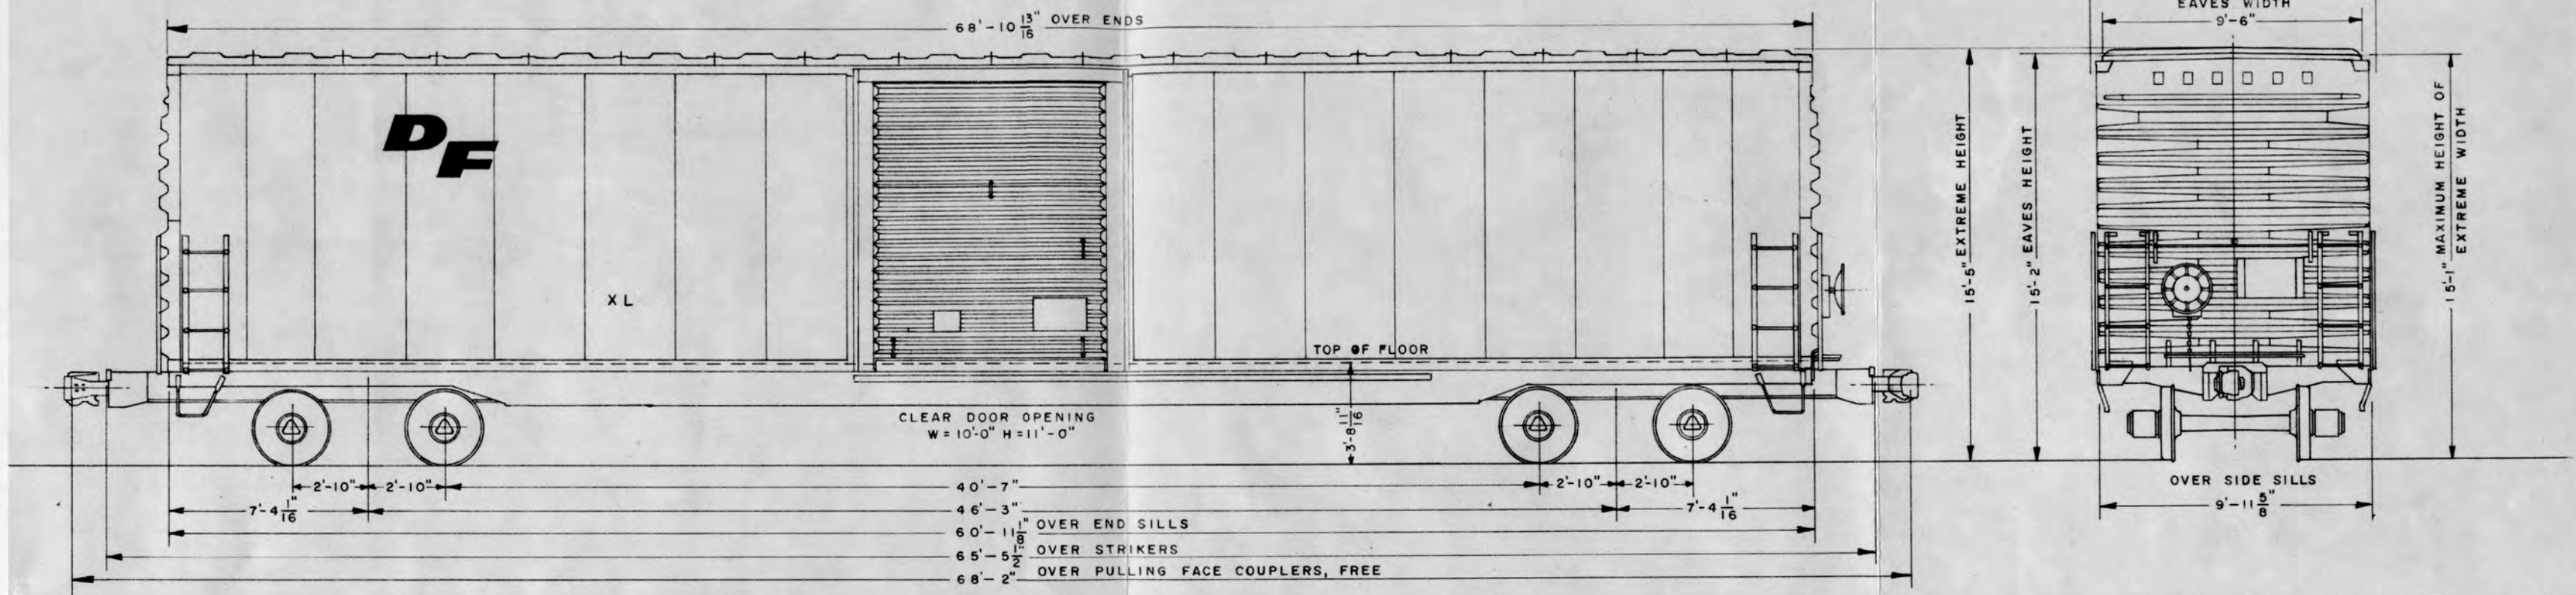 68'-10 13/16" OVER ENDS
EAVES WIDTH
9'-6"
DF
XL
TOP OF FLOOR
CLEAR DOOR OPENING
W=10'-0" H=11'-0"
3'-8 11/16"
15'-5" EXTREME HEIGHT
15'-2" EAVES HEIGHT
15'-1" MAXIMUM HEIGHT OF
EXTREME WIDTH
2'-10" 2'-10" 40'-7" 2'-10" 2'-10"
7'-4 1/16" 46'-3" 7'-4 1/16"
60'-11 1/8" OVER END SILLS
65'-5 1/2" OVER STRIKERS
68'-2" OVER PULLING FACE COUPLERS, FREE
OVER SIDE SILLS
9'-11 5/8"